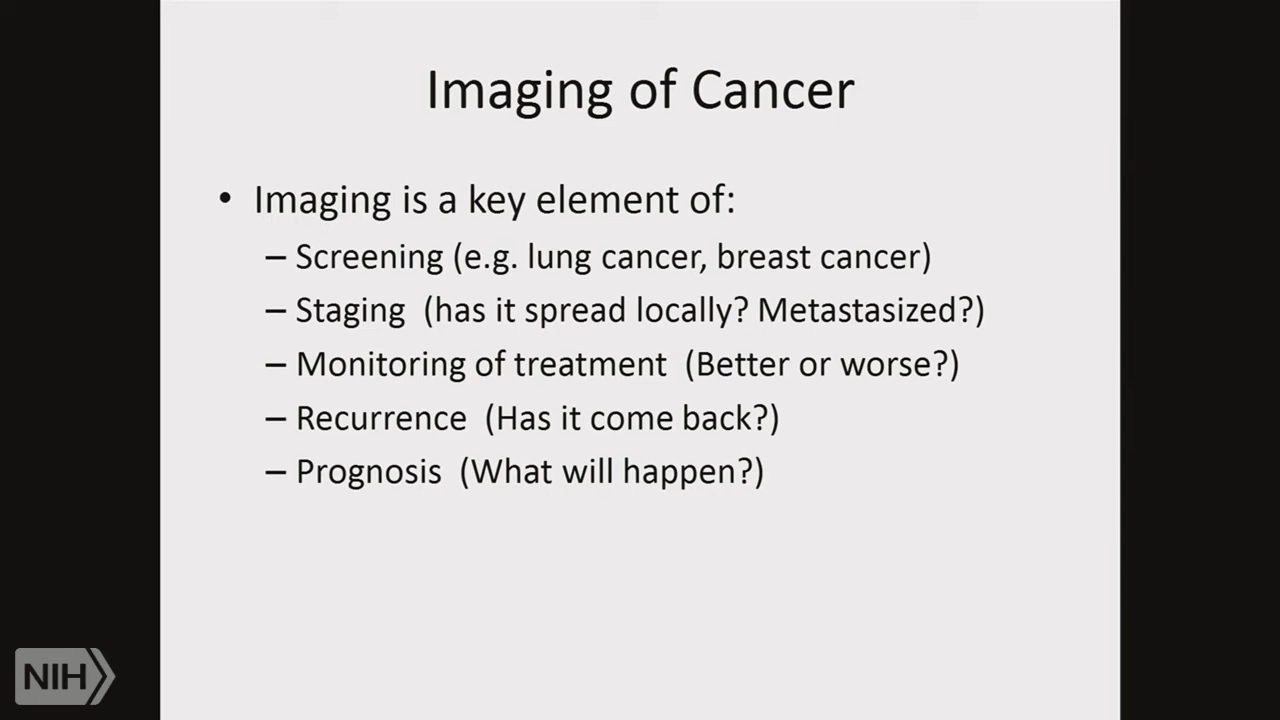 Imaging of Cancer
• Imaging is a key element of:
– Screening (e.g. lung cancer, breast cancer)
– Staging (has it spread locally? Metastasized?)
– Monitoring of treatment (Better or worse?)
– Recurrence (Has it come back?)
– Prognosis (What will happen?)
NIH